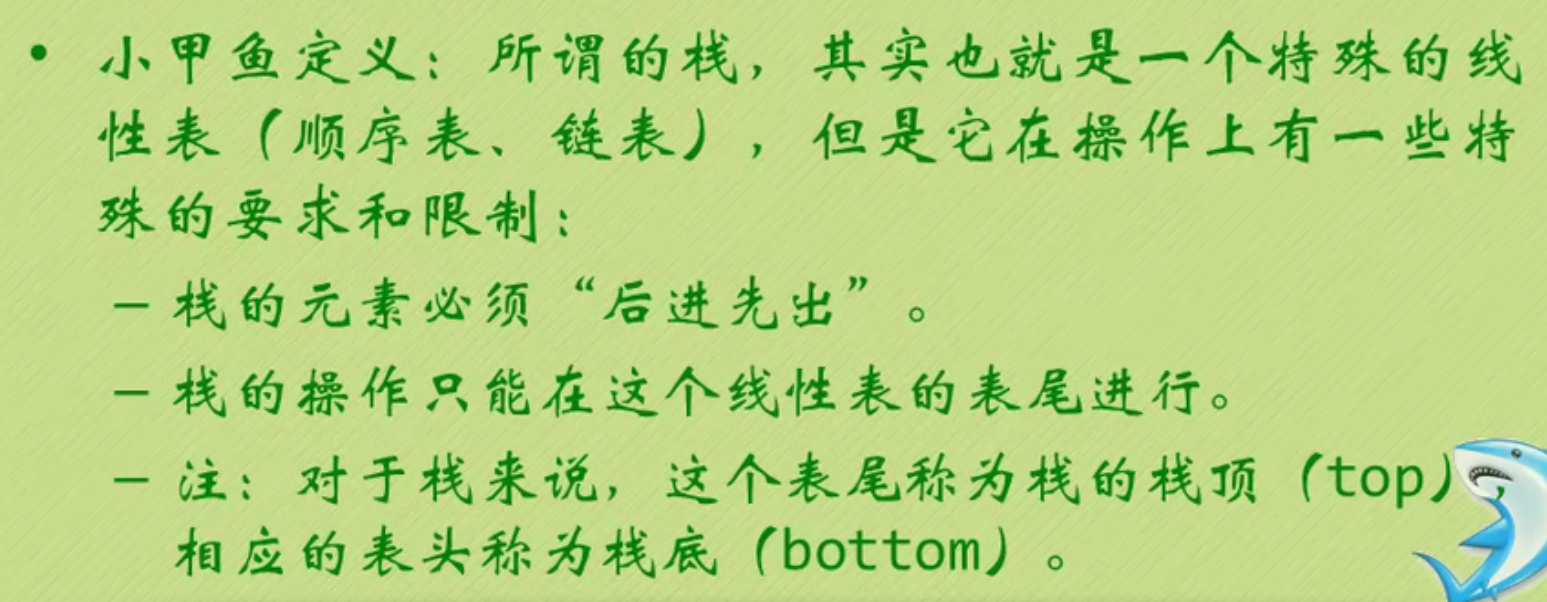 • 小甲鱼定义：所谓的栈，其实也就是一个特殊的线
性表（顺序表、链表），但是它在操作上有一些特
殊的要求和限制：
– 栈的元素必须“后进先出”。
– 栈的操作只能在这个线性表的表尾进行。
– 注：对于栈来说，这个表尾称为栈的栈顶（top），
相应的表头称为栈底（bottom）。